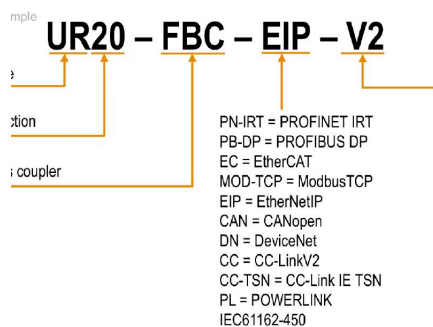 mple
UR20 – FBC – EIP – V2
e
ction
s coupler
PN-IRT = PROFINET IRT
PB-DP = PROFIBUS DP
EC = EtherCAT
MOD-TCP = ModbusTCP
EIP = EtherNetIP
CAN = CANopen
DN = DeviceNet
CC = CC-LinkV2
CC-TSN = CC-Link IE TSN
PL = POWERLINK
IEC61162-450